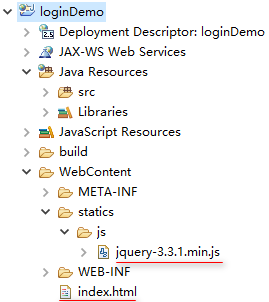 loginDemo
Deployment Descriptor: loginDemo
JAX-WS Web Services
Java Resources
src
Libraries
JavaScript Resources
build
WebContent
META-INF
statics
js
jquery-3.3.1.min.js
WEB-INF
index.html